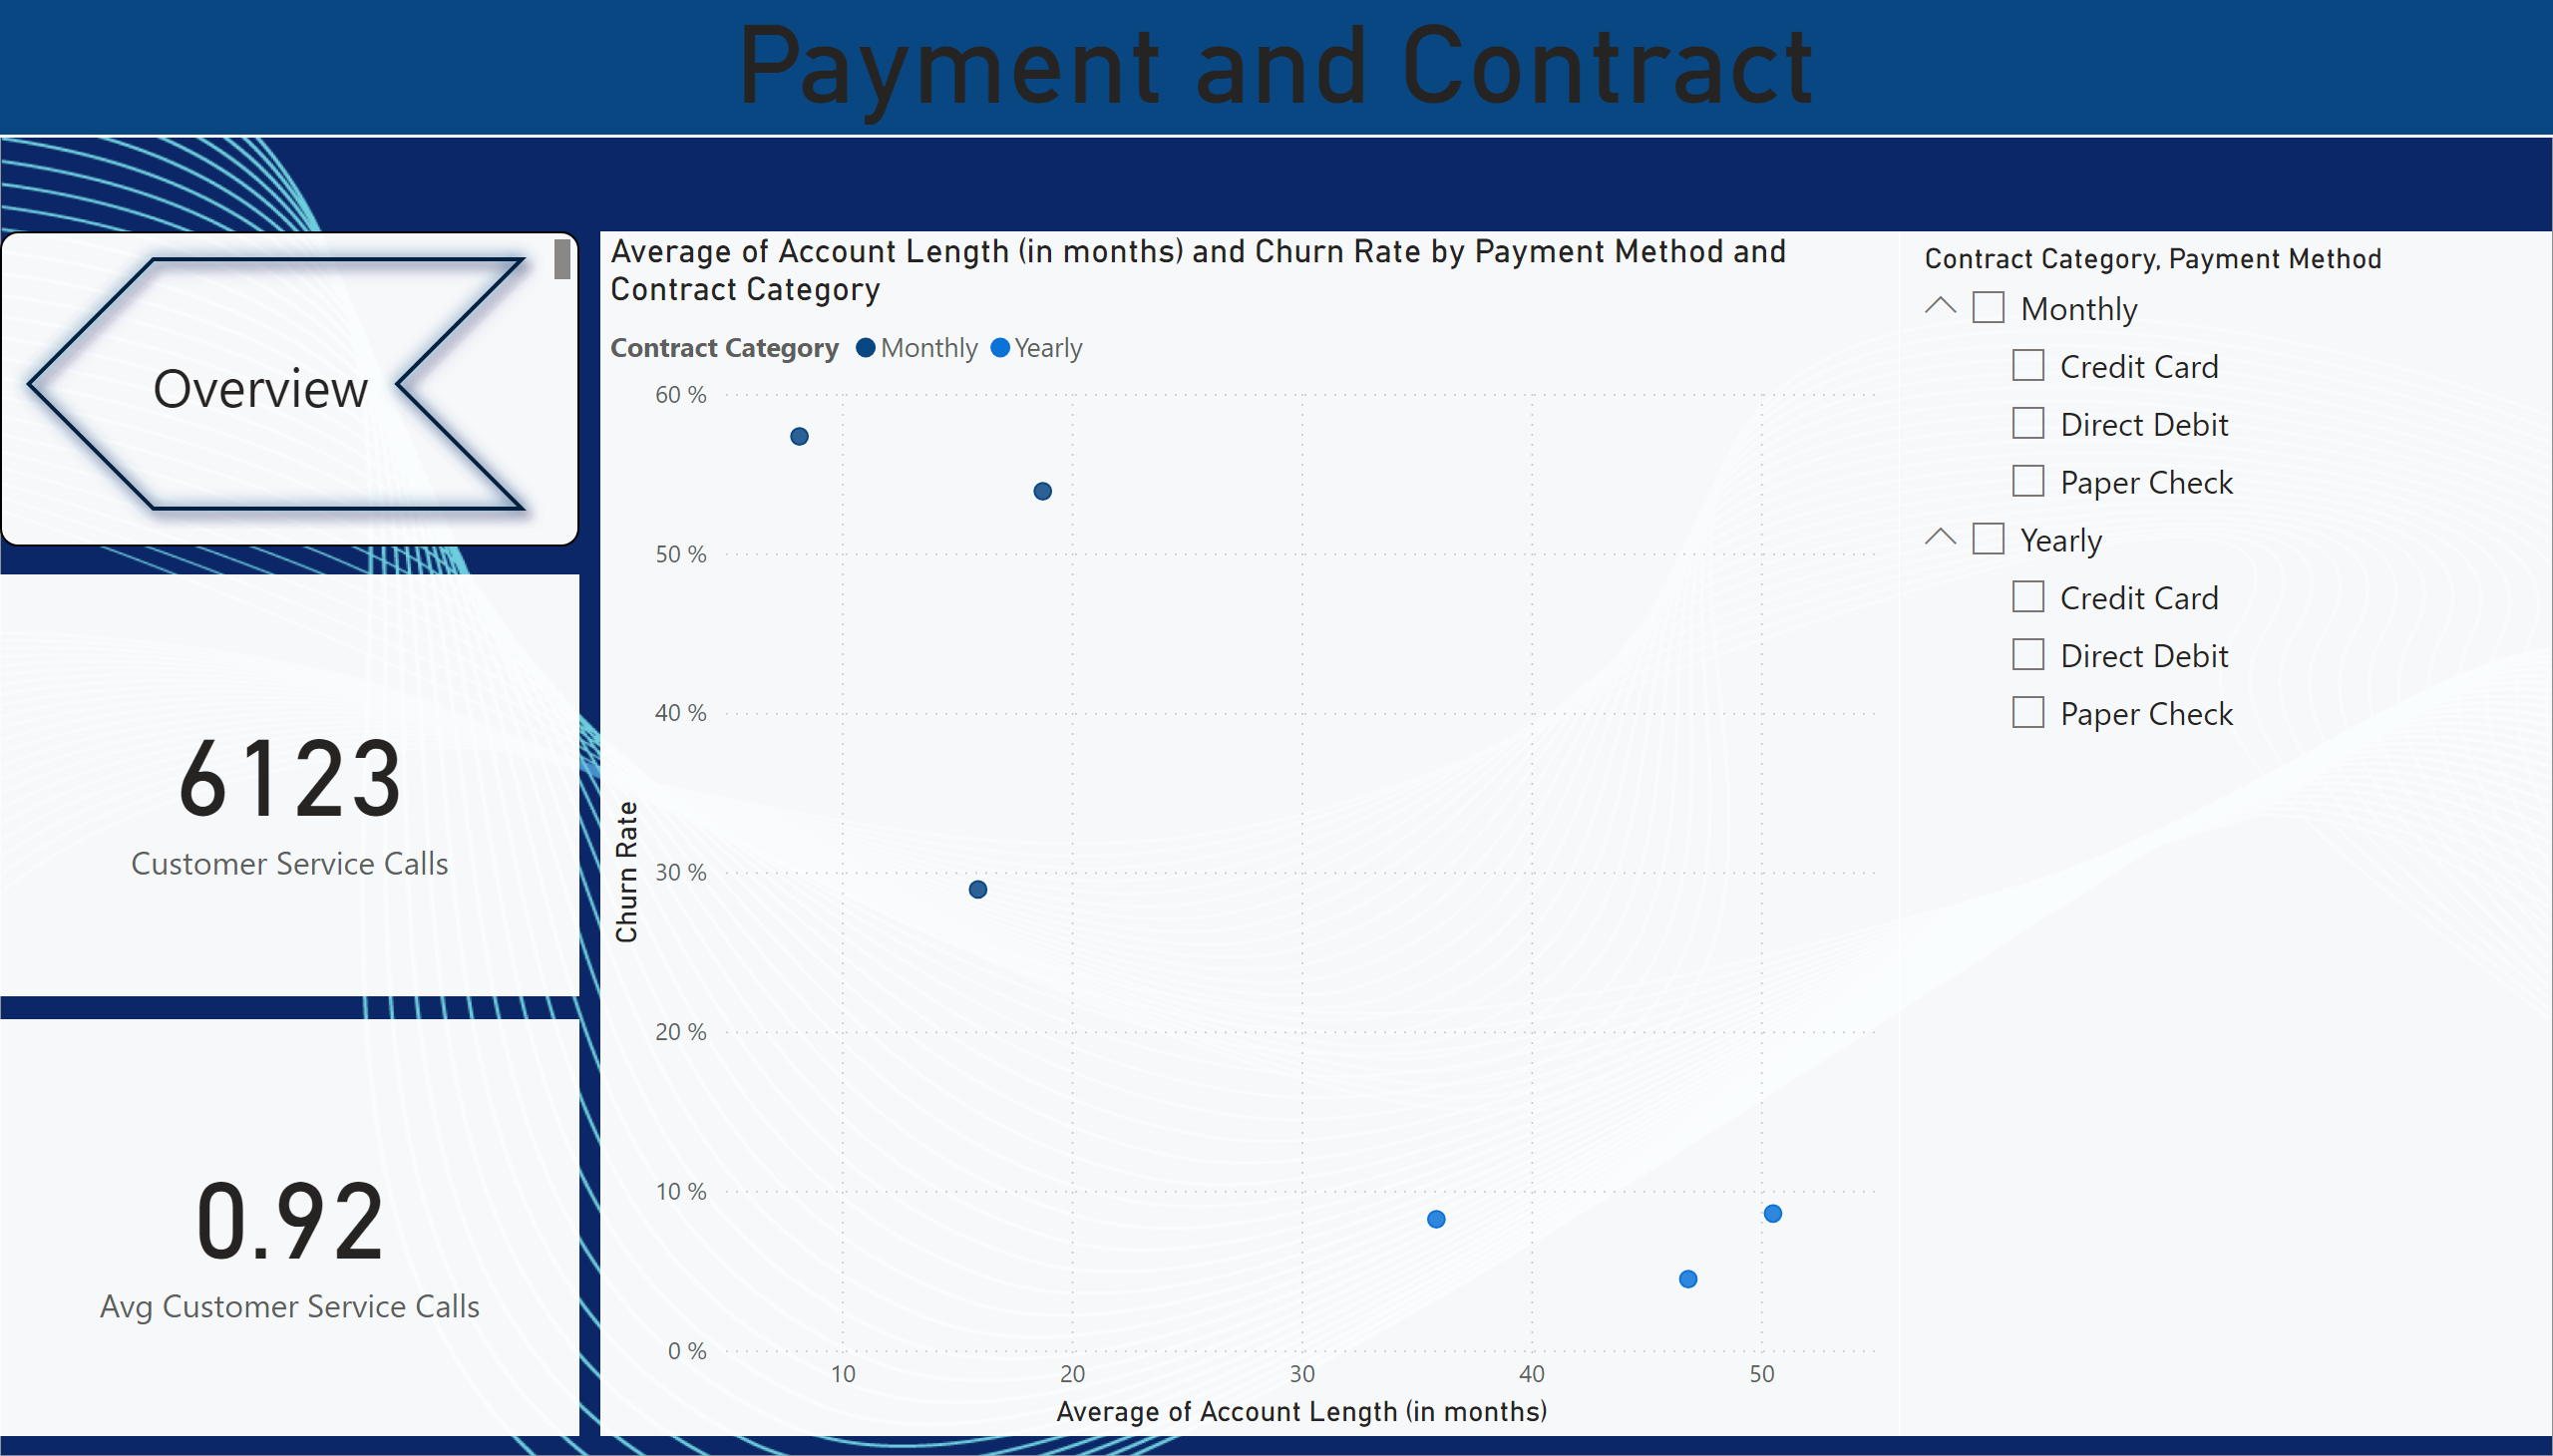 Payment and Contract
Overview
6123
Customer Service Calls
0.92
Avg Customer Service Calls
Average of Account Length (in months) and Churn Rate by Payment Method and
Contract Category
Contract Category Monthly Yearly
60 %
50 %
40 %
30 %
20 %
10 %
0 %
Churn Rate
10 20 30 40 50
Average of Account Length (in months)
Contract Category, Payment Method
Monthly
Credit Card
Direct Debit
Paper Check
Yearly
Credit Card
Direct Debit
Paper Check